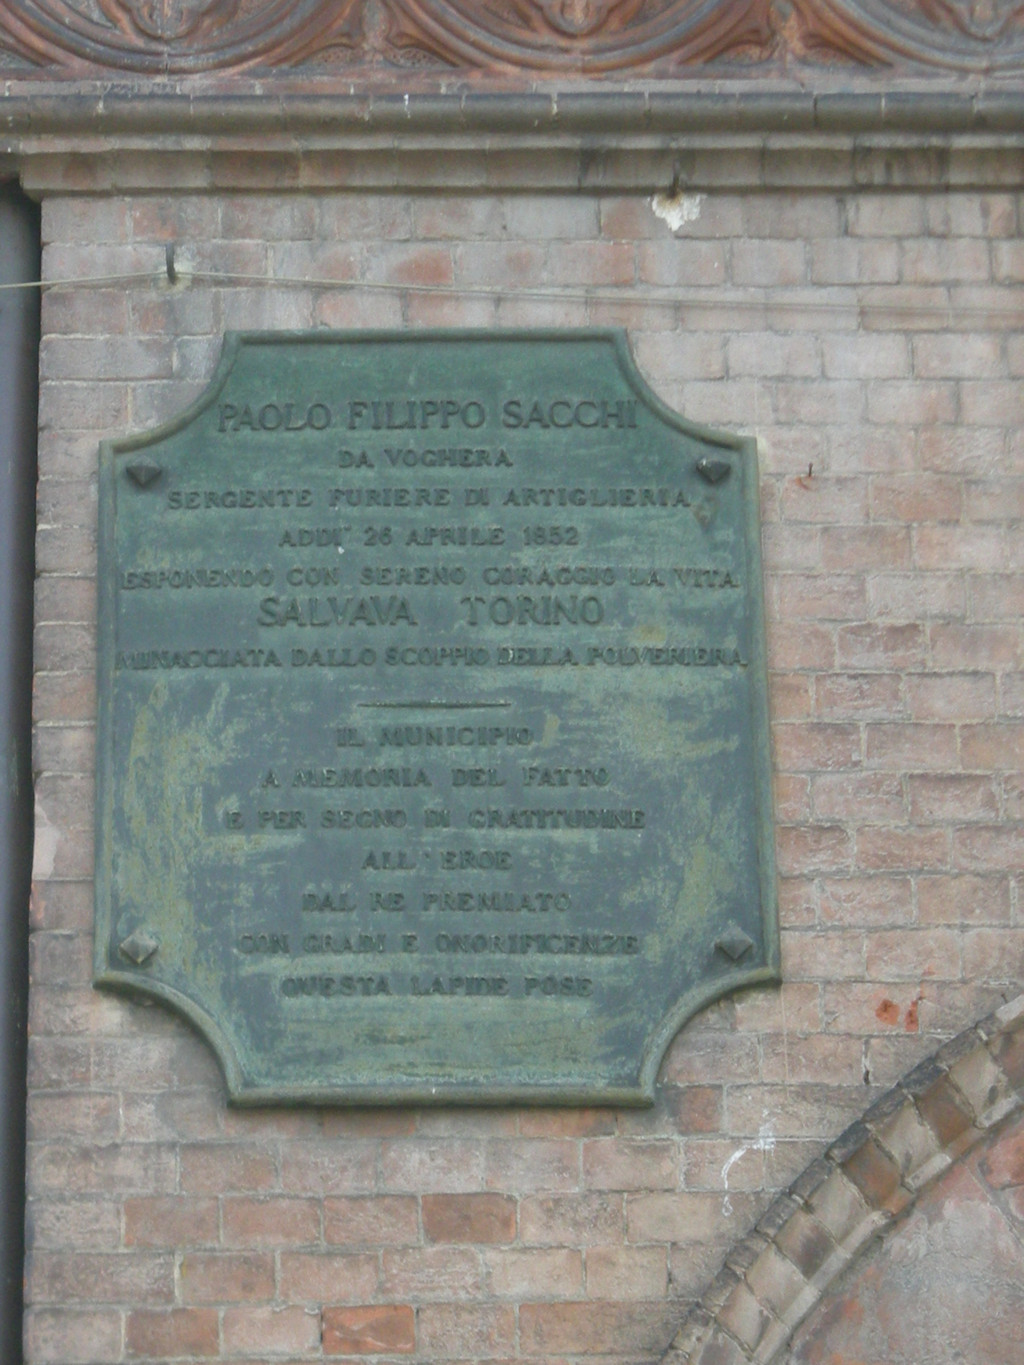 PAOLO FILIPPO SACCHI
DA VOGHERA
SERGENTE FURIERE DI ARTIGLIERIA
ADDI' 26 APRILE 1852
ESPONENDO CON SERENO CORAGGIO LA VITA
SALVAVA TORINO
MINACCIATA DALLO SCOPPIO DELLA POLVERIERA
IL MUNICIPIO
A MEMORIA DEL FATTO
E PER SEGNO DI GRATITUDINE
ALL' EROE
DAL RE PREMIATO
CON GRADI E ONORIFICENZE
QUESTA LAPIDE POSE